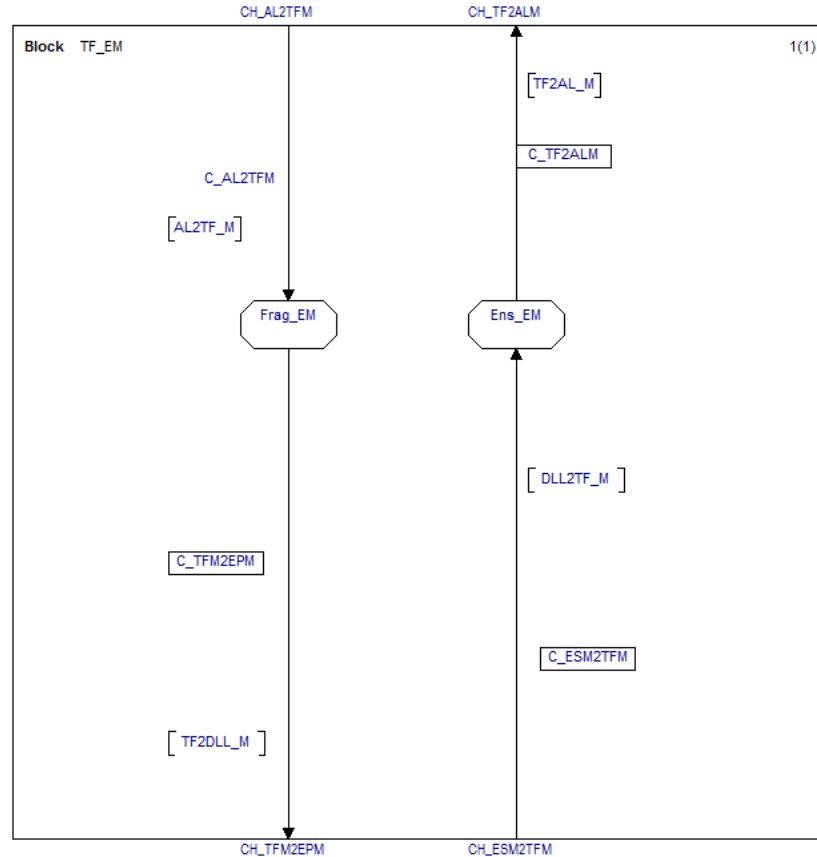 CH_AL2TFM CH_TF2ALM
Block TF_EM 1(1)
TF2AL_M
C_TF2ALM
C_AL2TFM
AL2TF_M
Frag_EM Ens_EM
DLL2TF_M
C_TFM2EPM
C_ESM2TFM
TF2DLL_M
CH_TFM2EPM CH_ESM2TFM